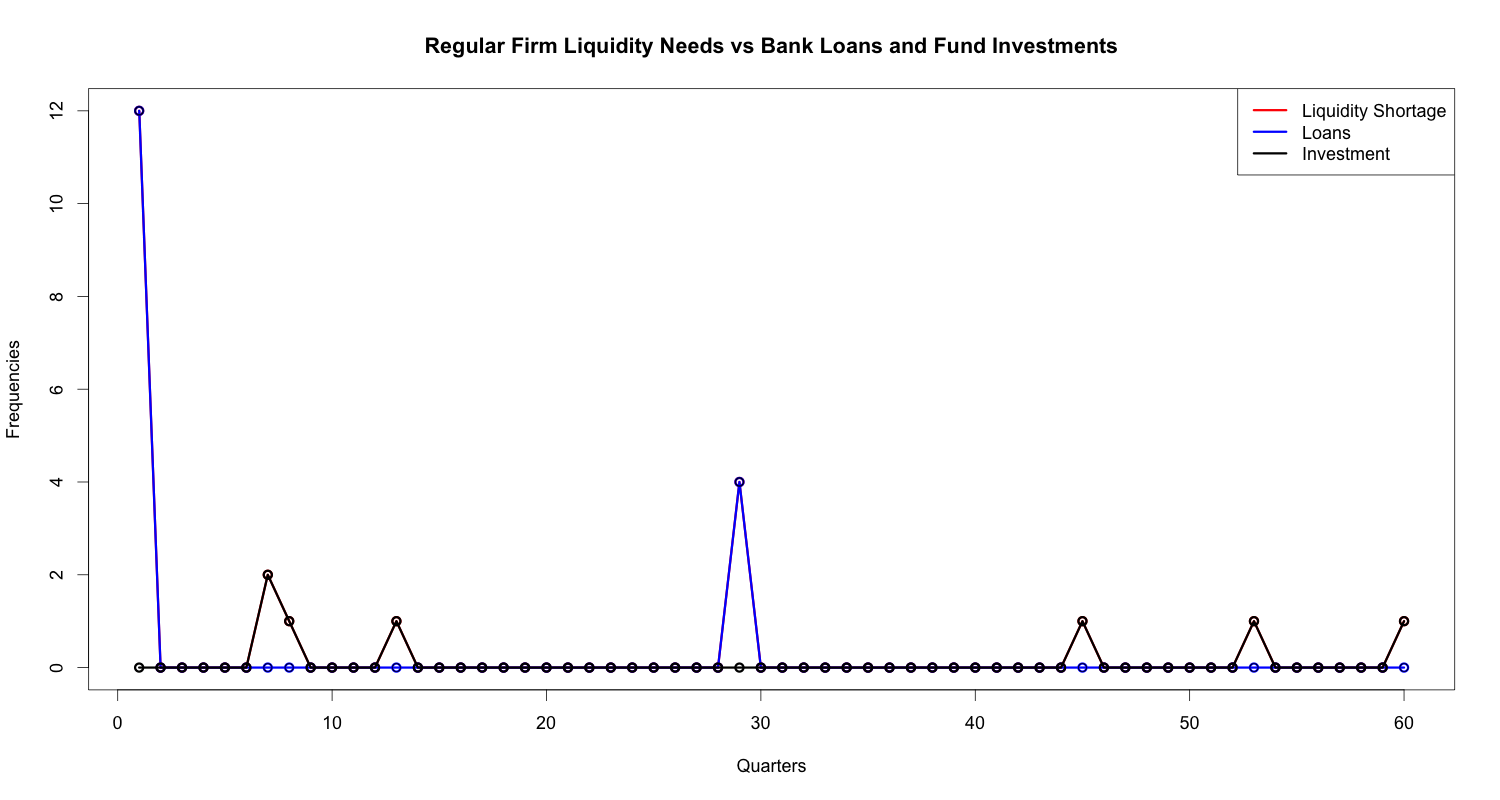 Regular Firm Liquidity Needs vs Bank Loans and Fund Investments
Liquidity Shortage
Loans
Investment
12
10
8
6
4
2
0
Frequencies
0 10 20 30 40 50 60
Quarters